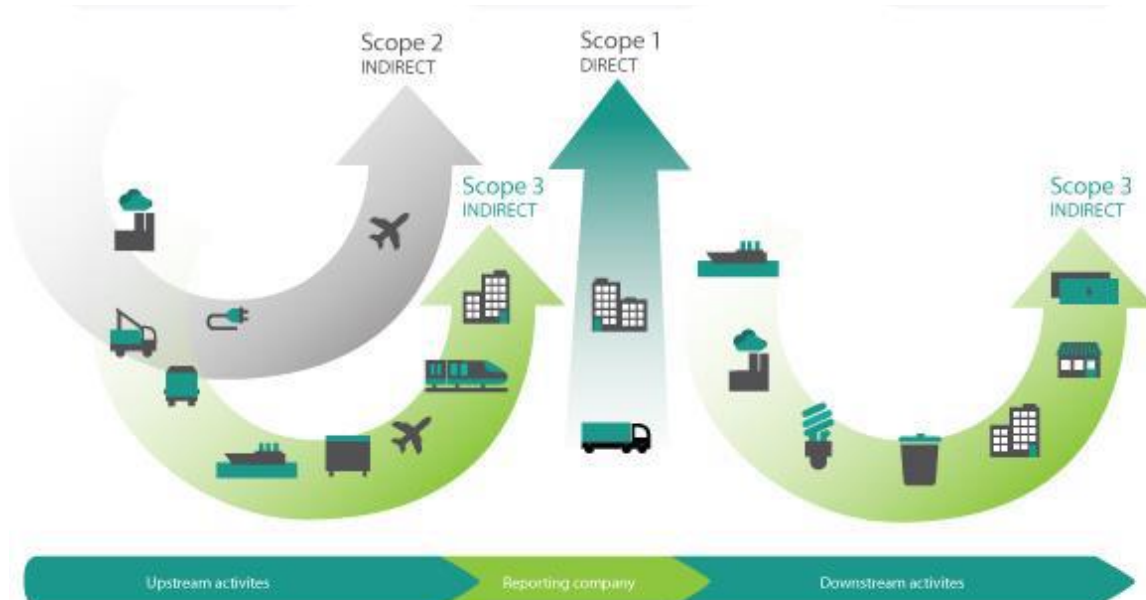 Scope 2
INDIRECT
Scope 1
DIRECT
Scope 3
INDIRECT
Scope 3
INDIRECT
Upstream activites
Reporting company
Downstream activites